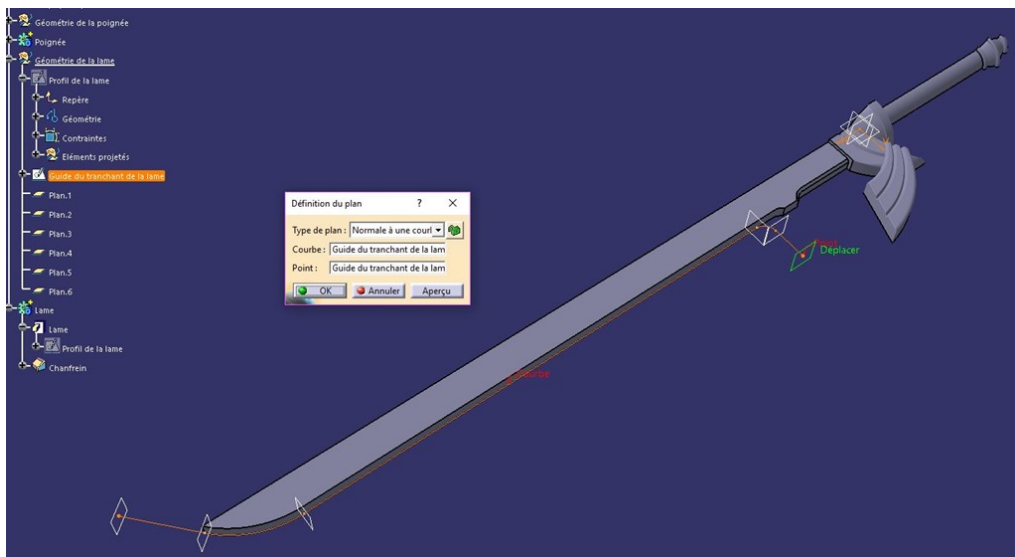 Géométrie de la poignée
Poignée
Géométrie de la lame
Profil de la lame
Repère
Géométrie
Contraintes
Eléments projetés
Guide du tranchant de la lame
Plan.1
Plan.2
Plan.3
Plan.4
Plan.5
Plan.6
Lame
Lame
Profil de la lame
Chanfrein
Définition du plan ? X
Type de plan : Normale à une courl
Courbe : Guide du tranchant de la lam
Point : Guide du tranchant de la lam
OK Annuler Aperçu
Déplacer